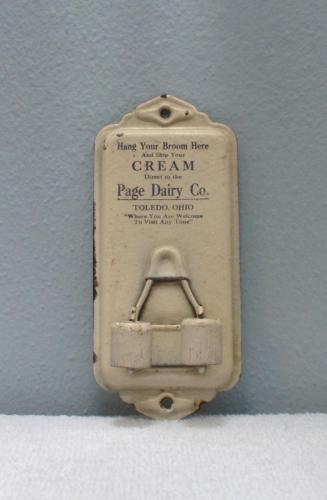 Hang Your Broom Here
And Ship Your
CREAM
Direct to the
Page Dairy Co.
TOLEDO, OHIO
"Where You Are Welcome
To Visit Any Time"